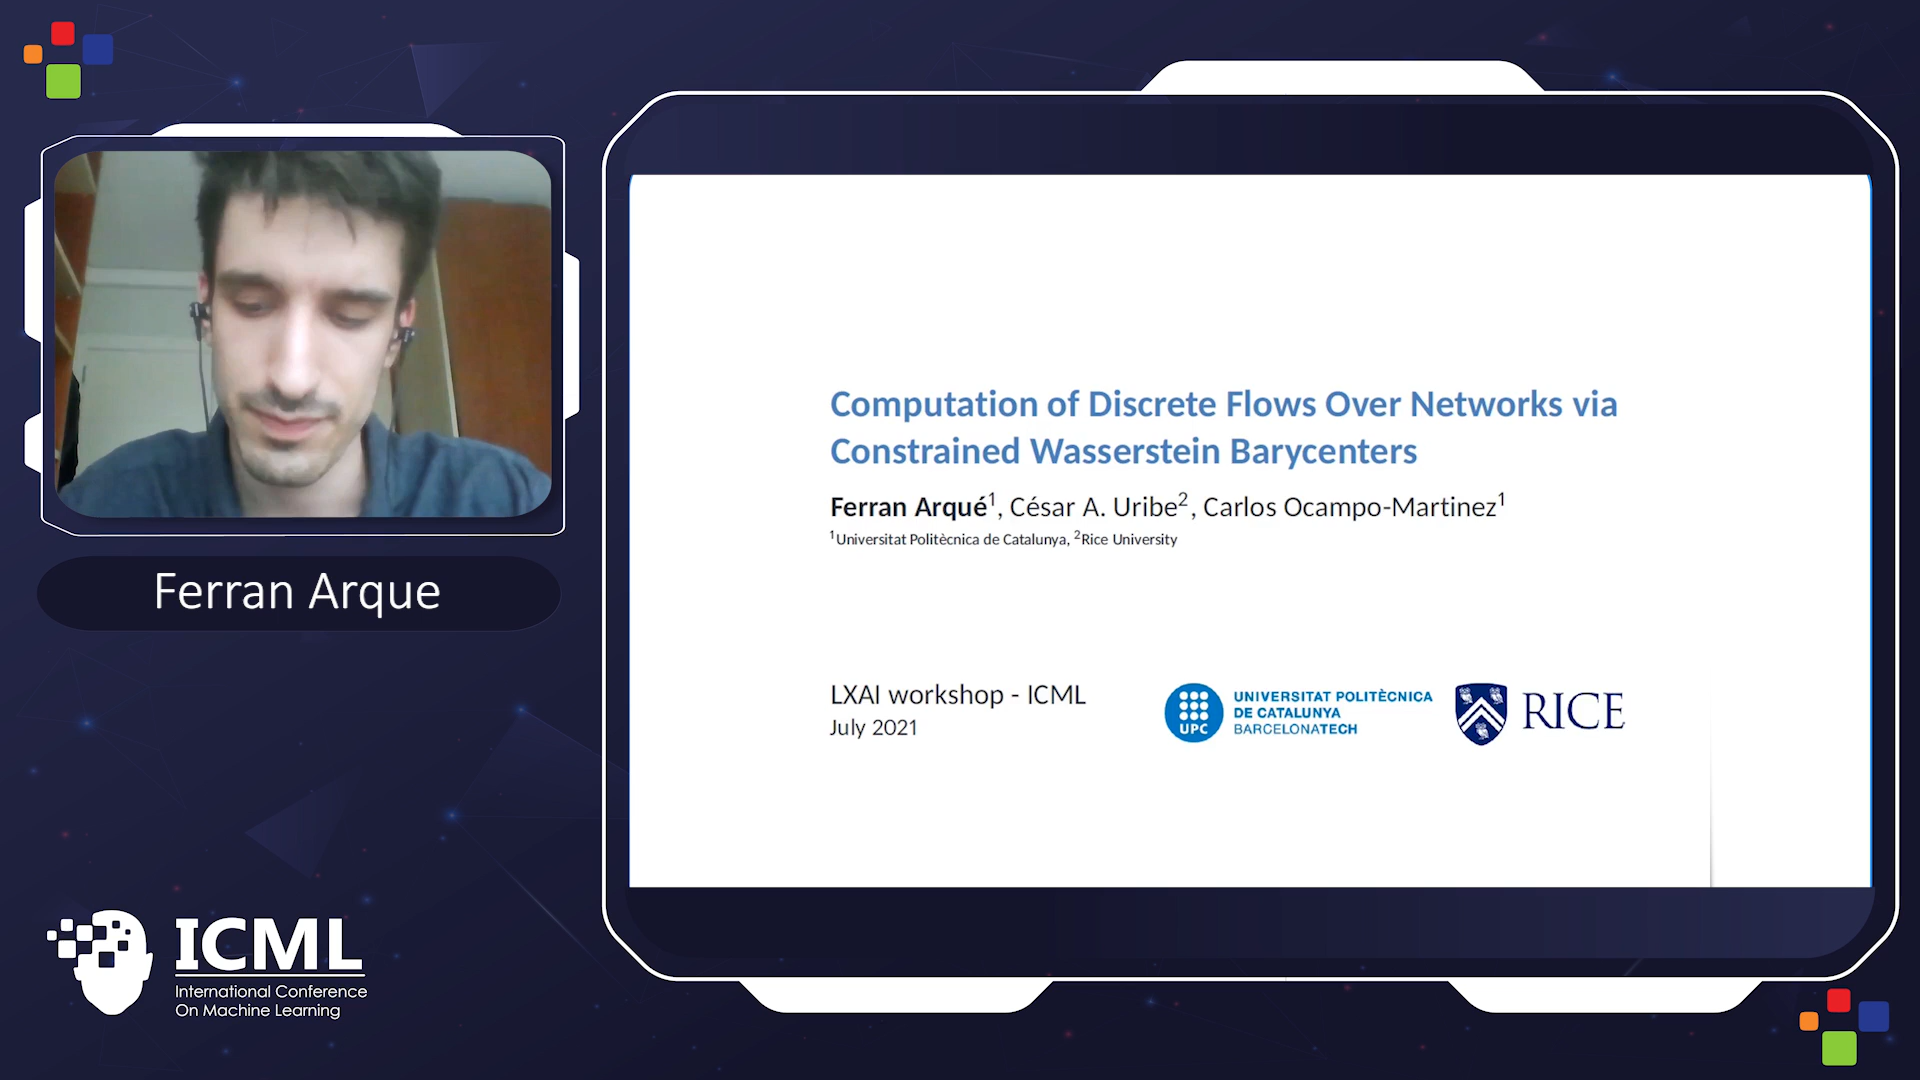 Computation of Discrete Flows Over Networks via
Constrained Wasserstein Barycenters
Ferran Arqué¹, César A. Uribe², Carlos Ocampo-Martinez¹
¹Universitat Politècnica de Catalunya, ²Rice University
Ferran Arque
LXAI workshop - ICML
July 2021
UPC
UNIVERSITAT POLITÈCNICA
DE CATALUNYA
BARCELONATECH
RICE
ICML
International Conference
On Machine Learning